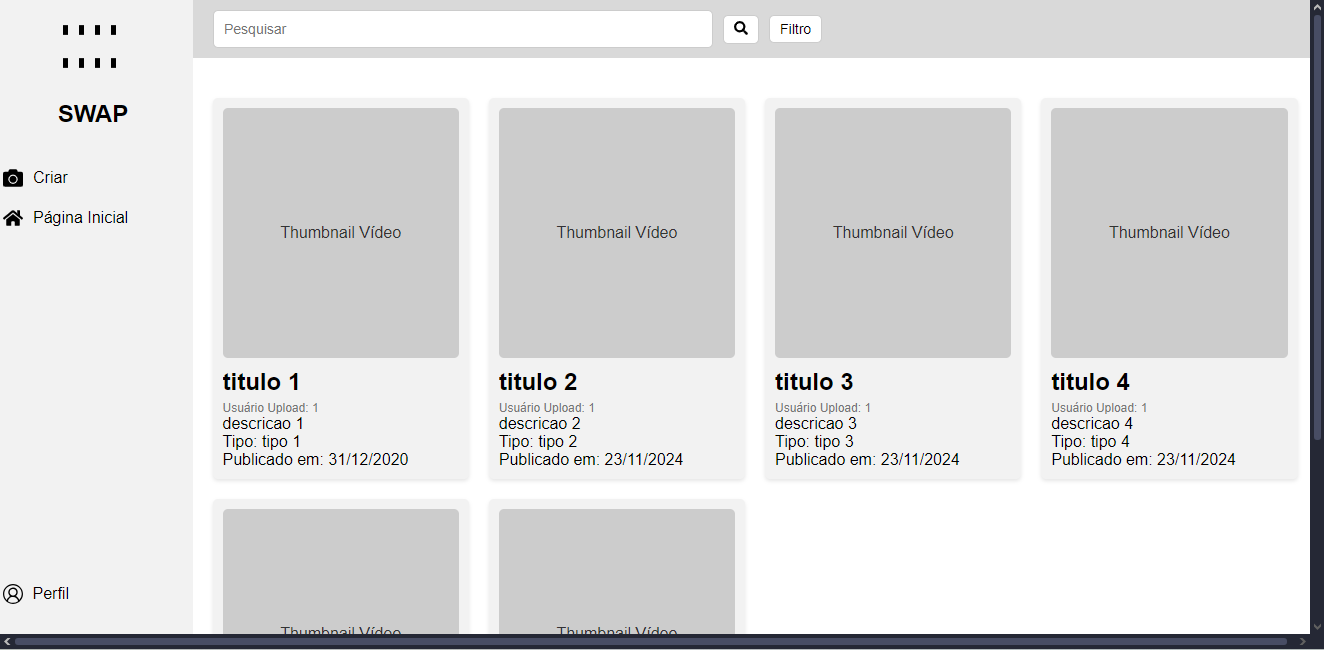 SWAP
Criar
Página Inicial
Perfil
Pesquisar
Filtro
Thumbnail Vídeo
titulo 1
Usuário Upload: 1
descricao 1
Tipo: tipo 1
Publicado em: 31/12/2020
Thumbnail Vídeo
titulo 2
Usuário Upload: 1
descricao 2
Tipo: tipo 2
Publicado em: 23/11/2024
Thumbnail Vídeo
titulo 3
Usuário Upload: 1
descricao 3
Tipo: tipo 3
Publicado em: 23/11/2024
Thumbnail Vídeo
titulo 4
Usuário Upload: 1
descricao 4
Tipo: tipo 4
Publicado em: 23/11/2024
Thumbnail Vídeo
Thumbnail Vídeo